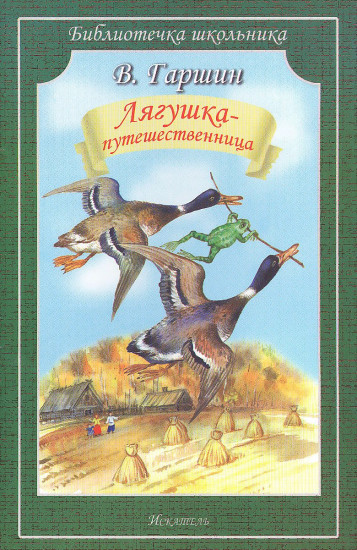 Библиотечка школьника
В. Гаршин
Лягушка-
путешественница
Искатель